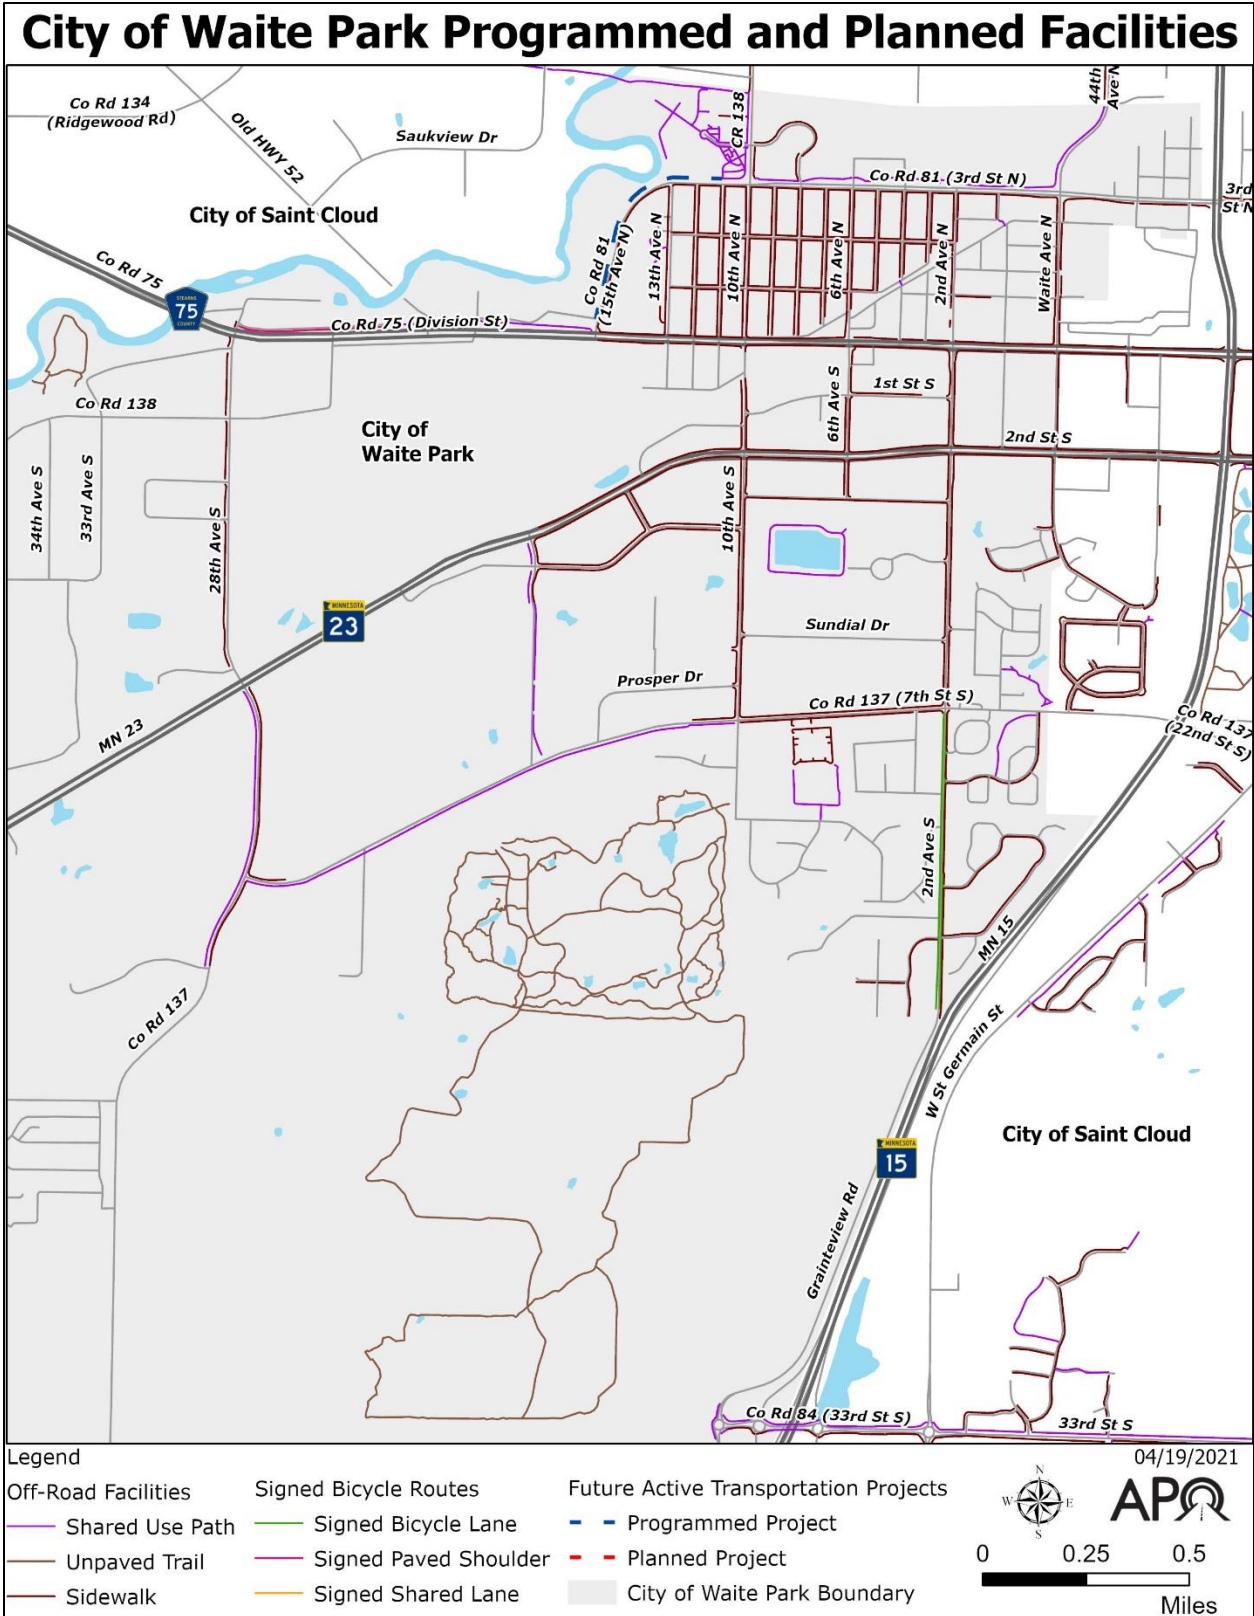 City of Waite Park Programmed and Planned Facilities
Co Rd 134
(Ridgewood Rd)
Old HWY 52
Saukview Dr
CR 138
44th
Ave N
Co Rd 81 (3rd St N)
3rd
St N
City of Saint Cloud
Co Rd 75
STEARNS
75
COUNTY
Co Rd 75 (Division St)
Co Rd 81
(15th Ave N)
13th Ave N
10th Ave N
6th Ave N
2nd Ave N
Waite Ave N
Co Rd 138
City of
Waite Park
6th Ave S
1st St S
2nd St S
34th Ave S
33rd Ave S
28th Ave S
10th Ave S
MINNESOTA
23
Sundial Dr
Prosper Dr
Co Rd 137 (7th St S)
MN 23
Co Rd 137
(22nd St S)
2nd Ave S
MN 15
Co Rd 137
W St Germain St
City of Saint Cloud
MINNESOTA
15
Grainteview Rd
Co Rd 84 (33rd St S)
33rd St S
Legend
04/19/2021
Off-Road Facilities
Shared Use Path
Unpaved Trail
Sidewalk
Signed Bicycle Routes
Signed Bicycle Lane
Signed Paved Shoulder
Signed Shared Lane
Future Active Transportation Projects
Programmed Project
Planned Project
City of Waite Park Boundary
N
W E
S
APO
0 0.25 0.5
Miles